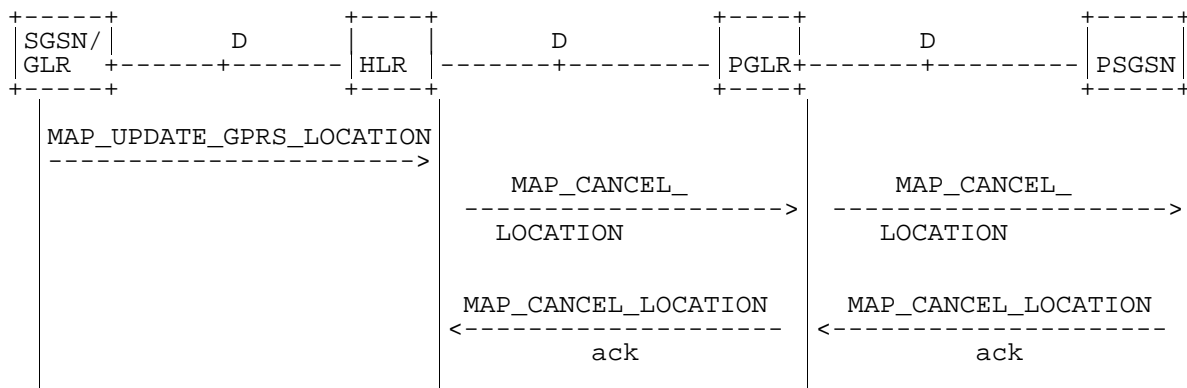 SGSN/ D D D
GLR HLR PGLR PSGSN
MAP_UPDATE_GPRS_LOCATION
MAP_CANCEL_ MAP_CANCEL_
LOCATION LOCATION
MAP_CANCEL_LOCATION MAP_CANCEL_LOCATION
ack ack